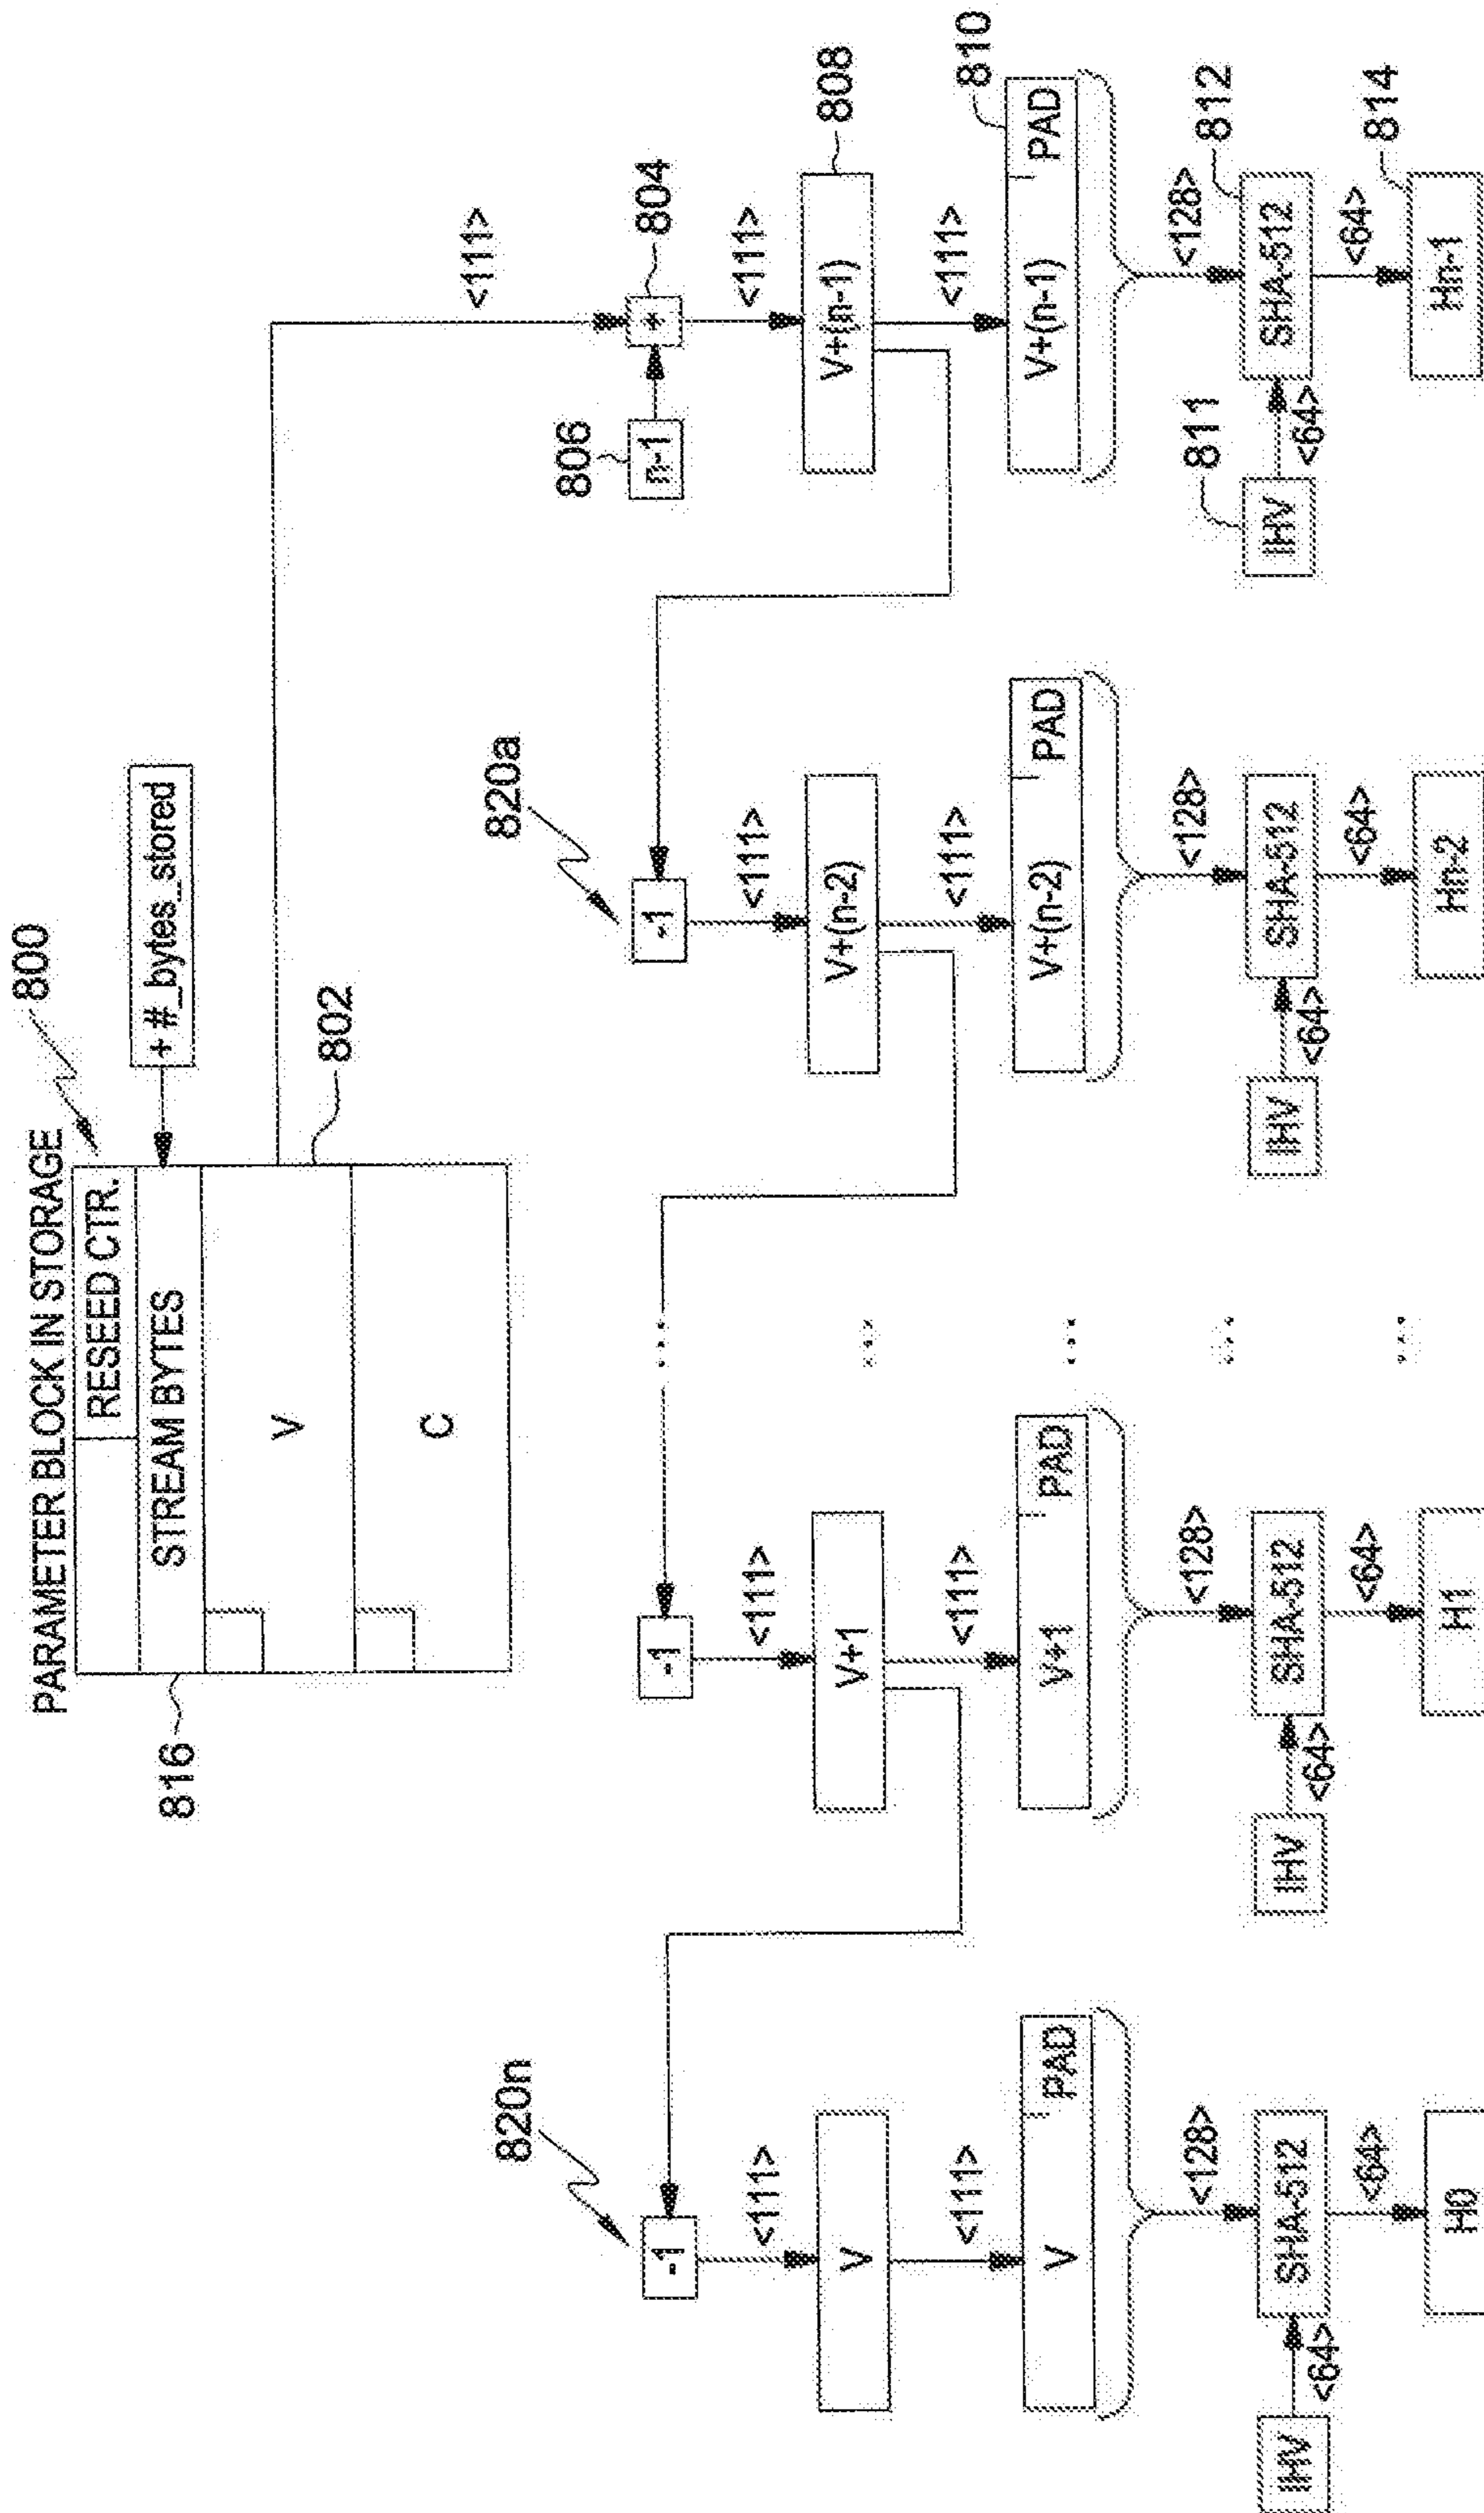 PARAMETER BLOCK IN STORAGE
800
RESEED CTR.
STREAM BYTES
+ #_bytes_stored
816
V
802
C
<111>
820n
820a
806
804
-1
-1
-1
n-1
+
<111>
<111>
<111>
<111>
808
V
V+1
...
V+(n-2)
V+(n-1)
<111>
<111>
<111>
<111>
810
V PAD
V+1 PAD
...
V+(n-2) PAD
V+(n-1) PAD
<128>
<128>
<128>
<128>
811
812
IHV
<64>
SHA-512
IHV
<64>
SHA-512
...
IHV
<64>
SHA-512
IHV
<64>
SHA-512
<64>
<64>
<64>
<64>
814
H0
H1
...
Hn-2
Hn-1